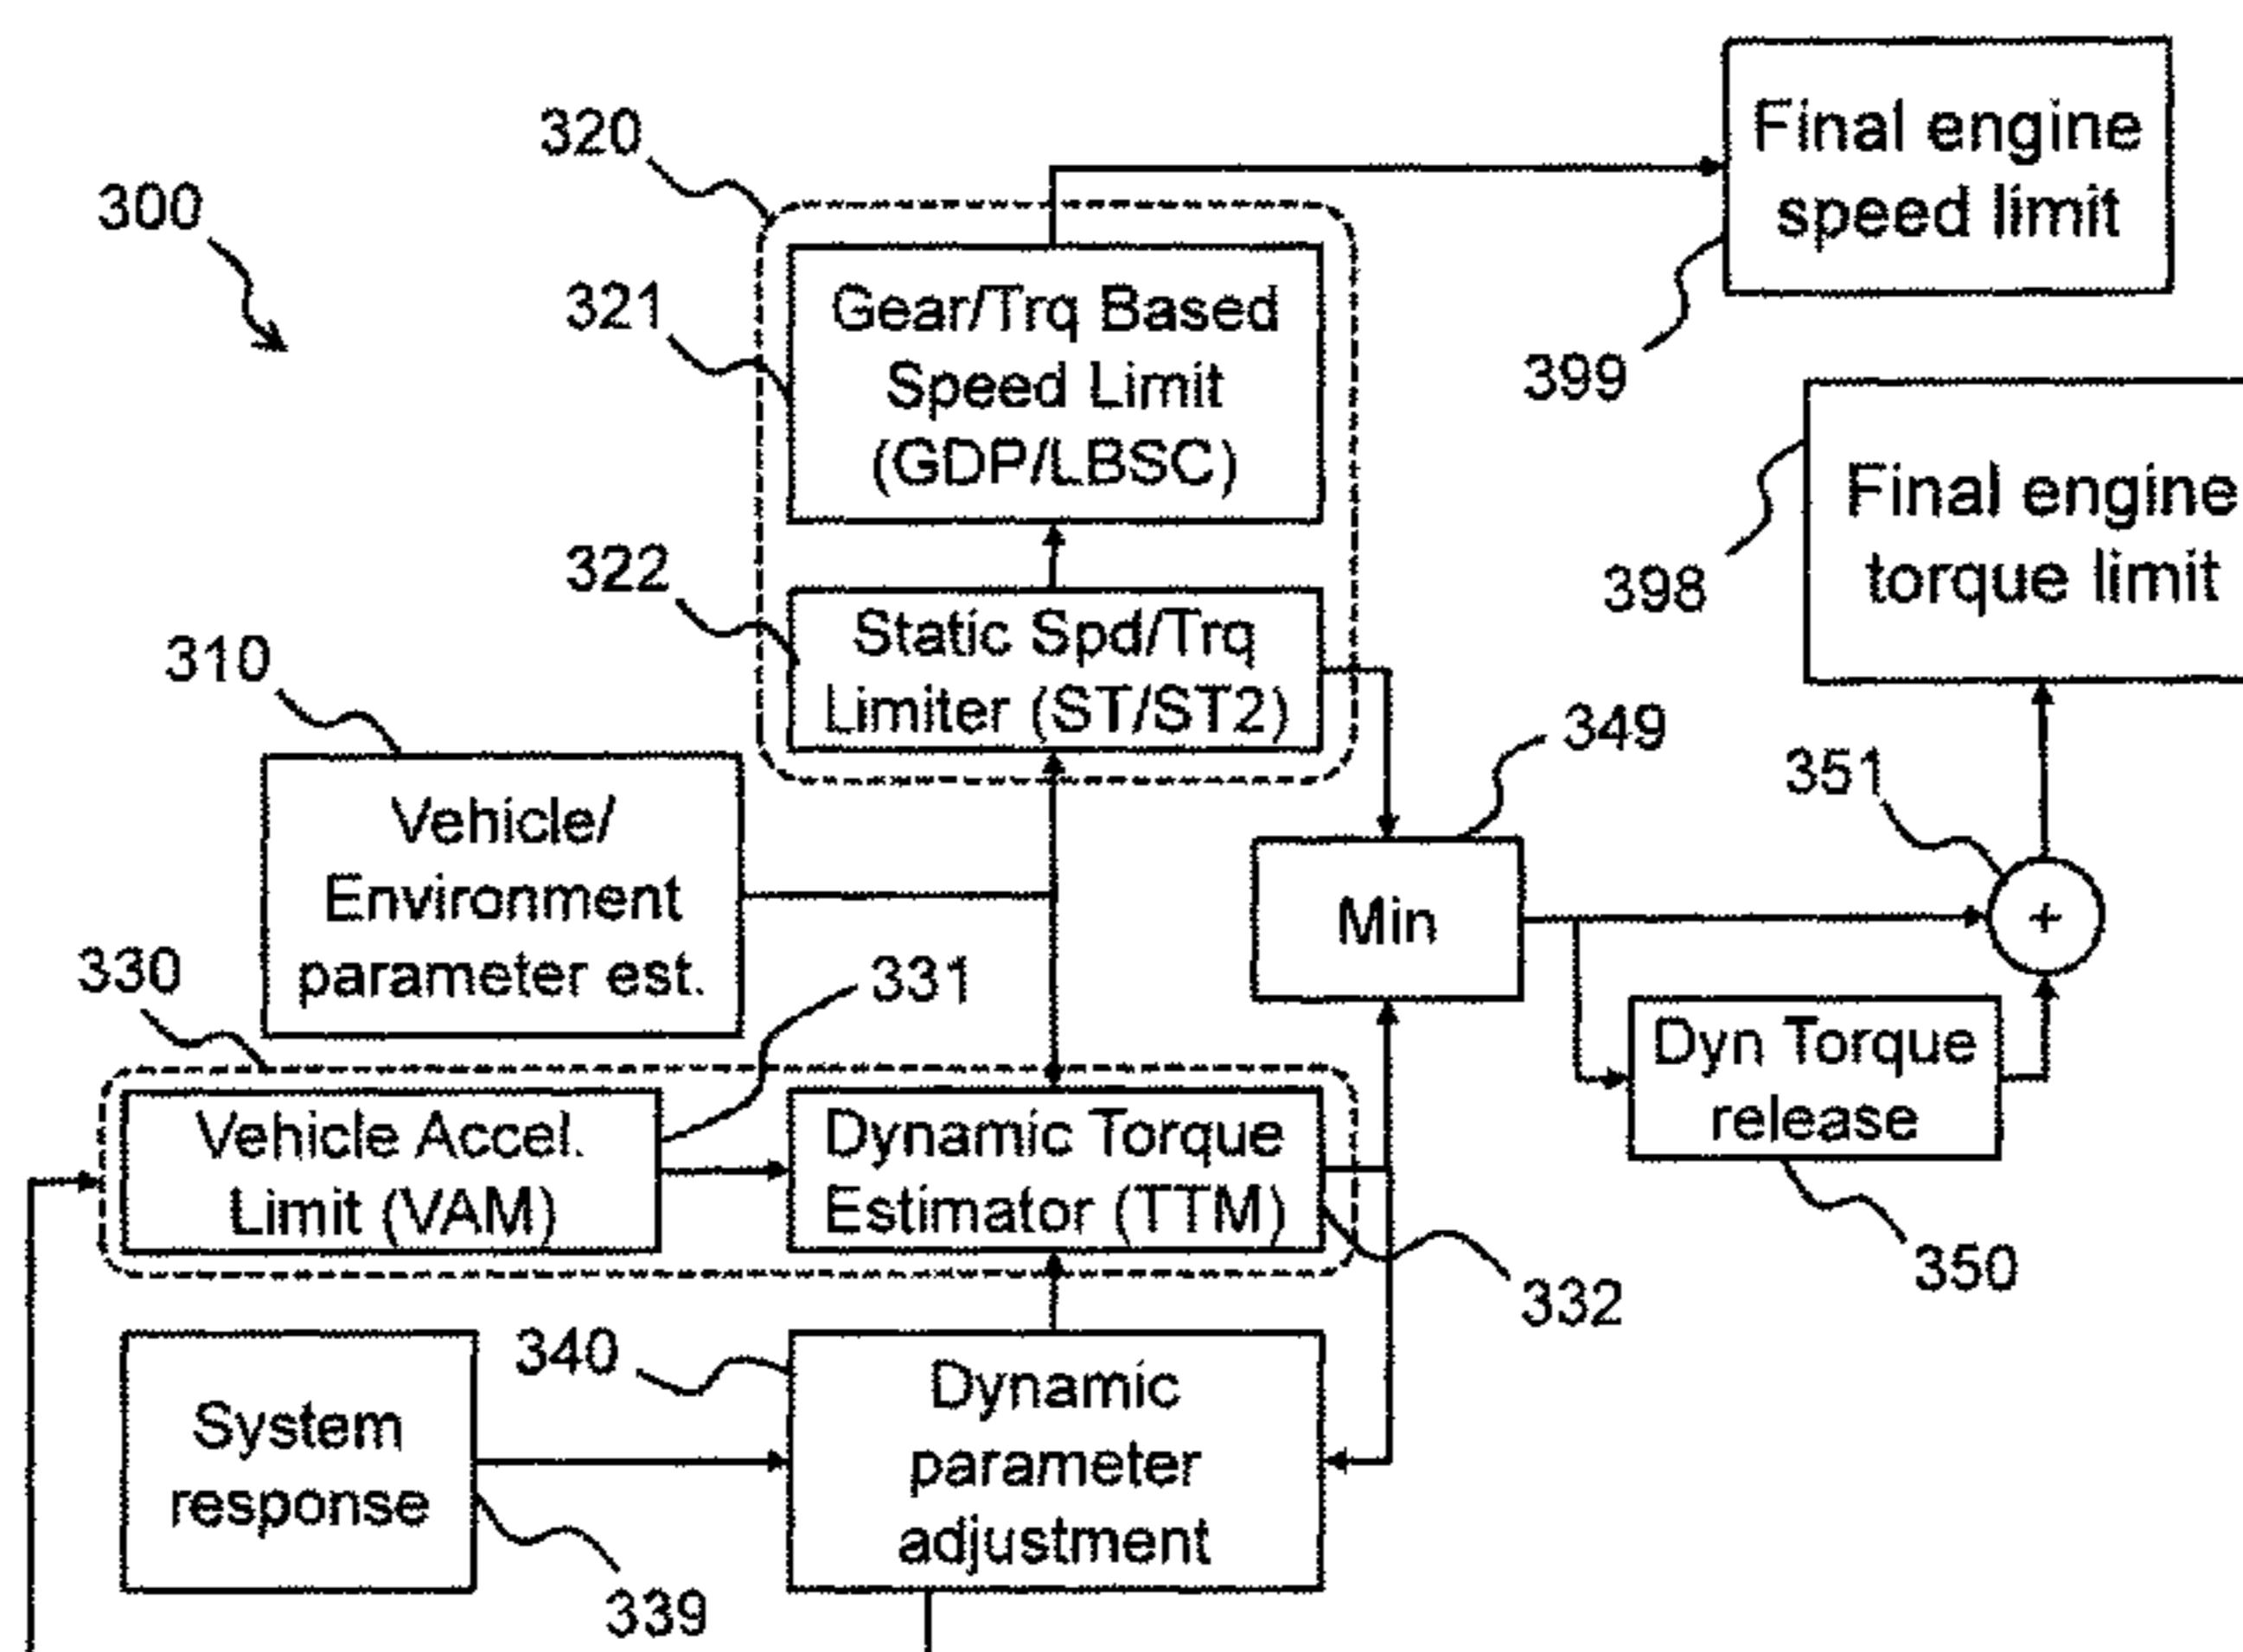 320
Final engine
speed limit
300
321
Gear/Trq Based
Speed Limit
(GDP/LBSC)
399
322
Static Spd/Trq
Limiter (ST/ST2)
398
Final engine
torque limit
310
Vehicle/
Environment
parameter est.
349
351
Min
+
330
331
Vehicle Accel.
Limit (VAM)
Dynamic Torque
Estimator (TTM)
Dyn Torque
release
350
332
System
response
340
Dynamic
parameter
adjustment
339